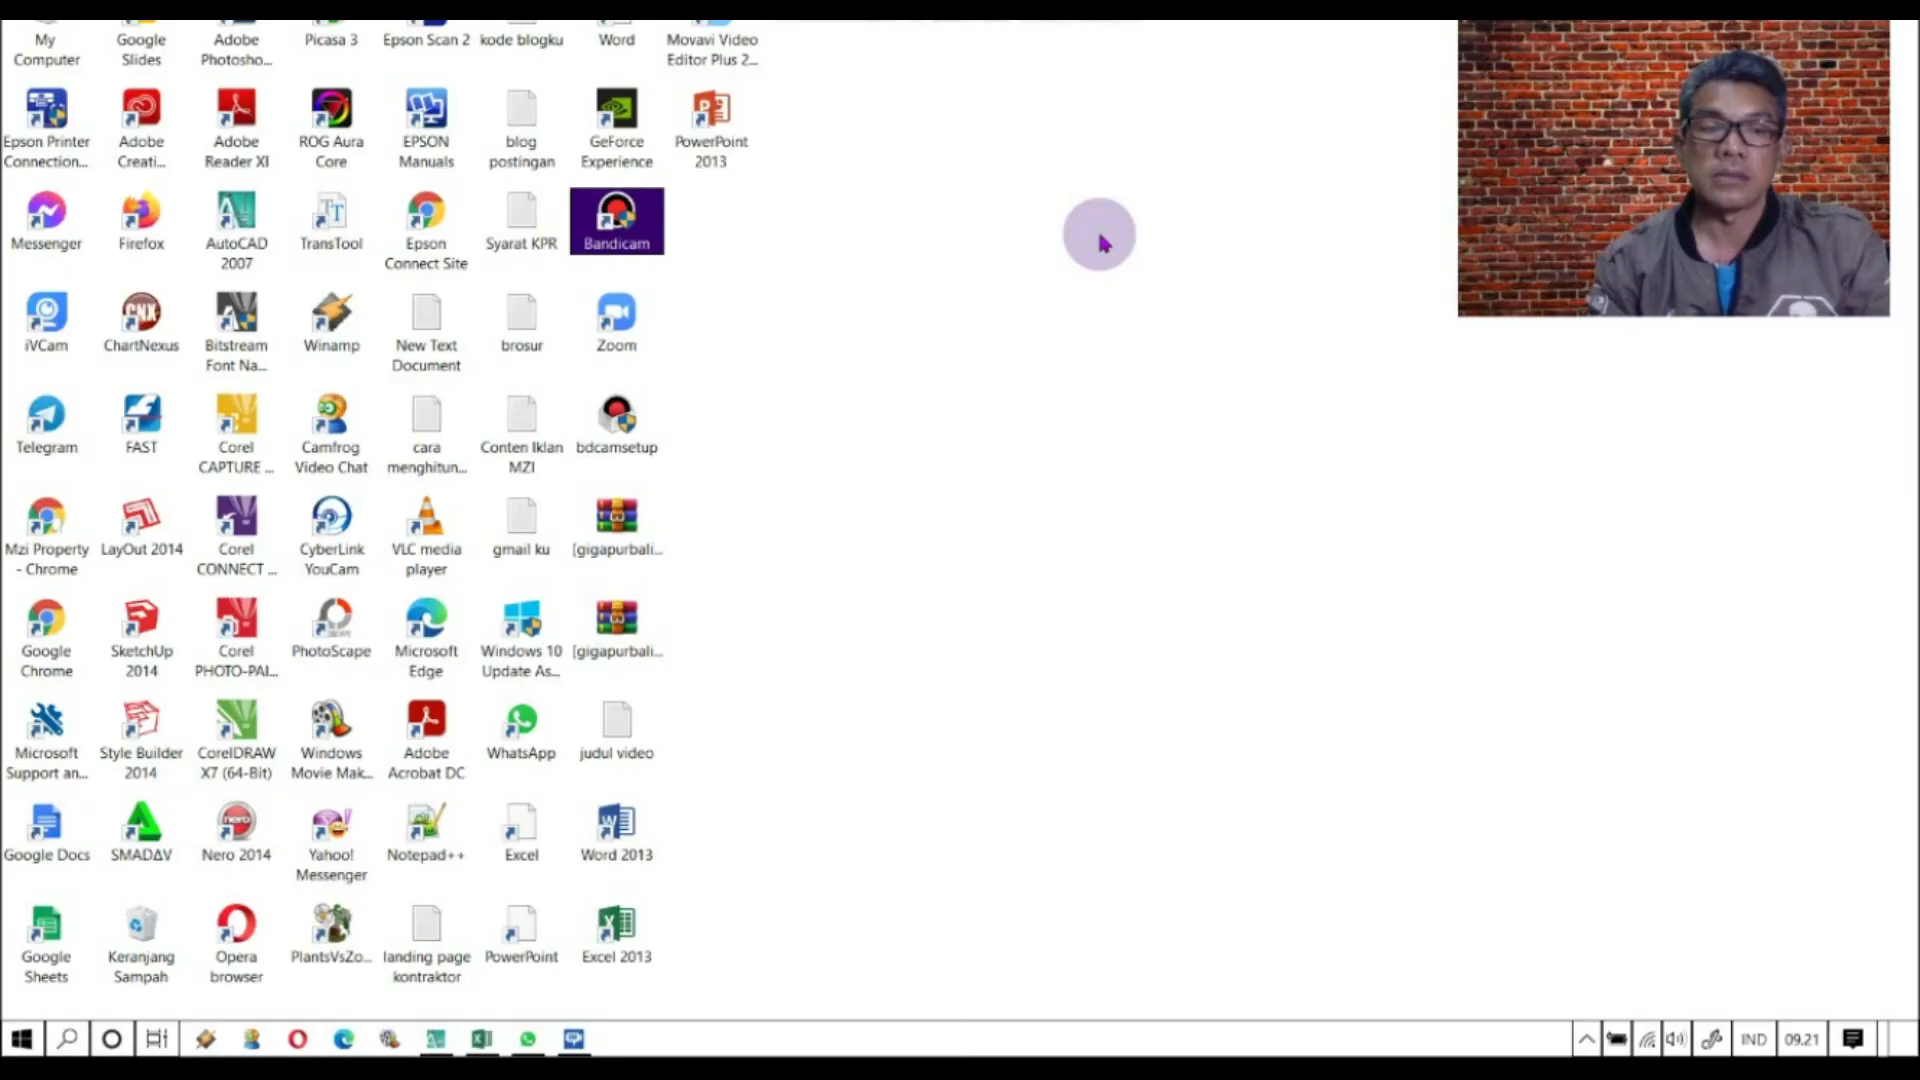 My
Computer
Google
Slides
Adobe
Photosho...
Picasa 3
Epson Scan 2
kode blogku
Word
Movavi Video
Editor Plus 2...
Epson Printer
Connection...
Adobe
Creati...
Adobe
Reader XI
ROG Aura
Core
EPSON
Manuals
blog
postingan
GeForce
Experience
PowerPoint
2013
Messenger
Firefox
AutoCAD
2007
TransTool
Epson
Connect Site
Syarat KPR
Bandicam
iVCam
ChartNexus
Bitstream
Font Na...
Winamp
New Text
Document
brosur
Zoom
Telegram
FAST
Corel
CAPTURE ...
Camfrog
Video Chat
cara
menghitun...
Conten Iklan
MZI
bdcamsetup
Mzi Property
- Chrome
LayOut 2014
Corel
CONNECT ...
CyberLink
YouCam
VLC media
player
gmail ku
[gigapurbali...
Google
Chrome
SketchUp
2014
Corel
PHOTO-PAI...
PhotoScape
Microsoft
Edge
Windows 10
Update As...
[gigapurbali...
Microsoft
Support an...
Style Builder
2014
CorelDRAW
X7 (64-Bit)
Windows
Movie Mak...
Adobe
Acrobat DC
WhatsApp
judul video
Google Docs
SMADΔV
Nero 2014
Yahoo!
Messenger
Notepad++
Excel
Word 2013
Google
Sheets
Keranjang
Sampah
Opera
browser
PlantsVsZo...
landing page
kontraktor
PowerPoint
Excel 2013
IND
09.21